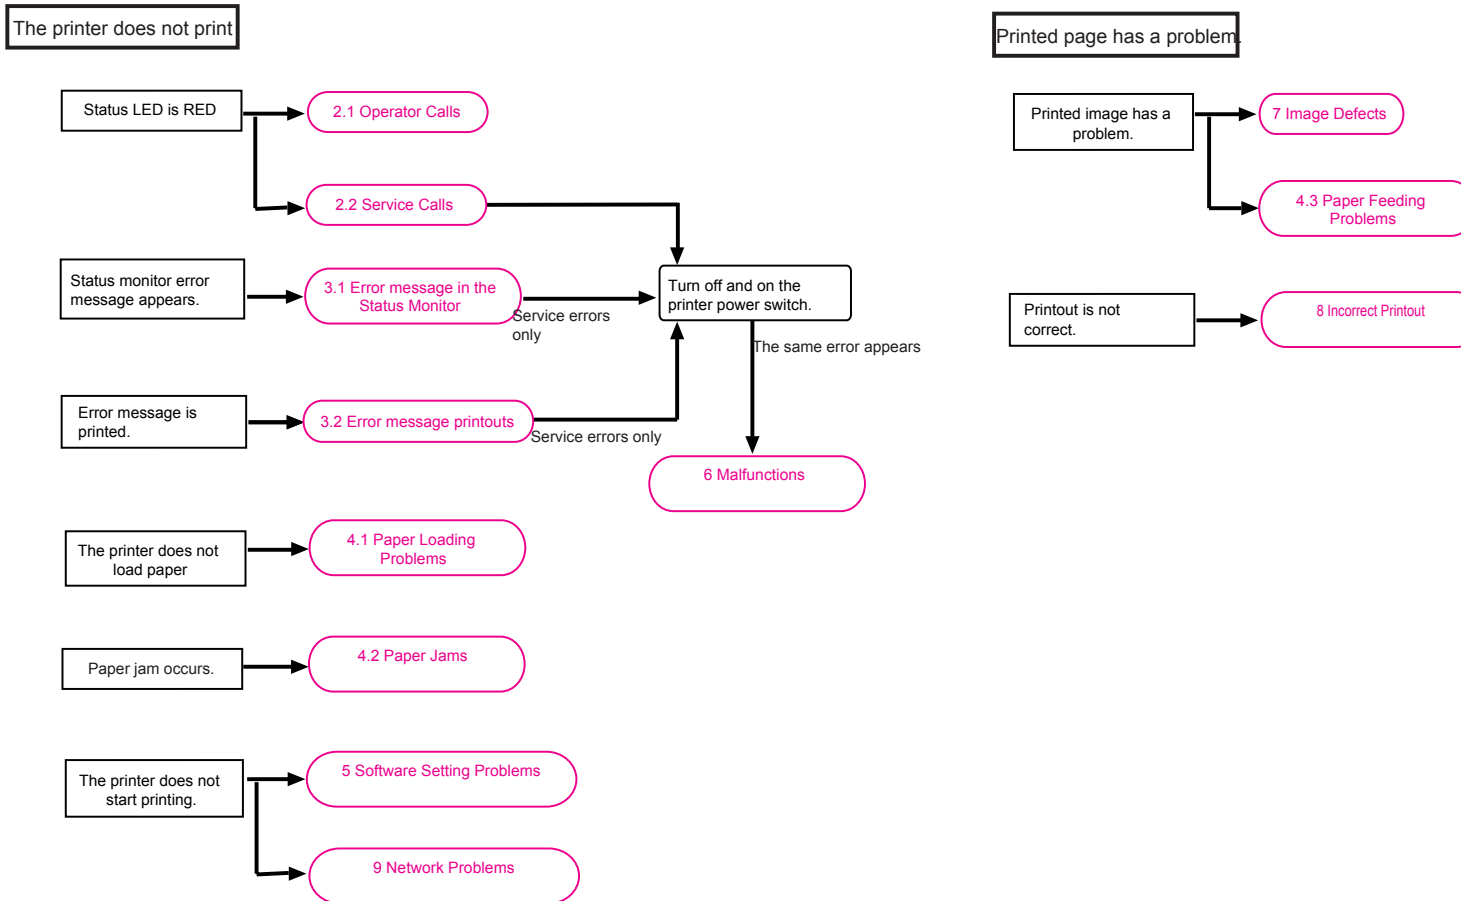 The printer does not print
Status LED is RED
2.1 Operator Calls
2.2 Service Calls
Status monitor error
message appears.
3.1 Error message in the
Status Monitor
Service errors
only
Turn off and on the
printer power switch.
The same error appears
Error message is
printed.
3.2 Error message printouts
Service errors only
6 Malfunctions
The printer does not
load paper
4.1 Paper Loading
Problems
Paper jam occurs.
4.2 Paper Jams
The printer does not
start printing.
5 Software Setting Problems
9 Network Problems
Printed page has a problem.
Printed image has a
problem.
7 Image Defects
4.3 Paper Feeding
Problems
Printout is not
correct.
8 Incorrect Printout